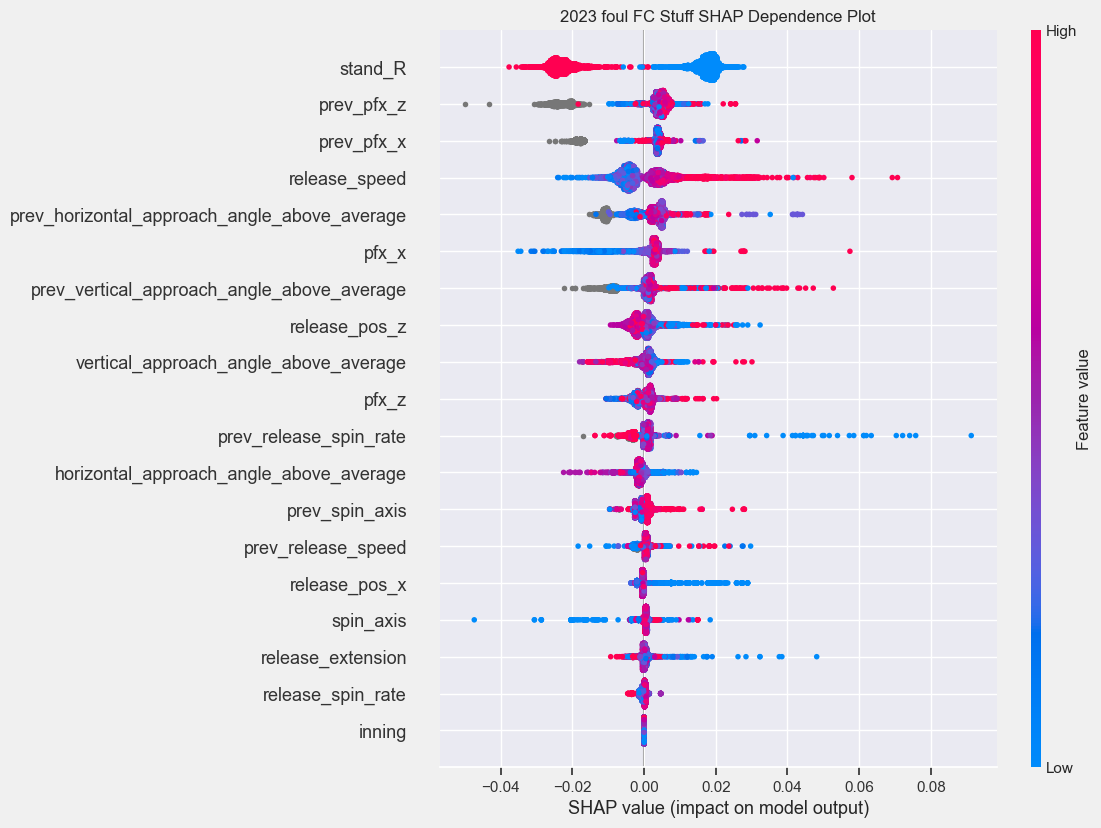 2023 foul FC Stuff SHAP Dependence Plot
High
stand_R
prev_pfx_z
prev_pfx_x
release_speed
prev_horizontal_approach_angle_above_average
pfx_x
prev_vertical_approach_angle_above_average
release_pos_z
vertical_approach_angle_above_average
pfx_z
prev_release_spin_rate
horizontal_approach_angle_above_average
prev_spin_axis
prev_release_speed
release_pos_x
spin_axis
release_extension
release_spin_rate
inning
Feature value
Low
−0.04 −0.02 0.00 0.02 0.04 0.06 0.08
SHAP value (impact on model output)